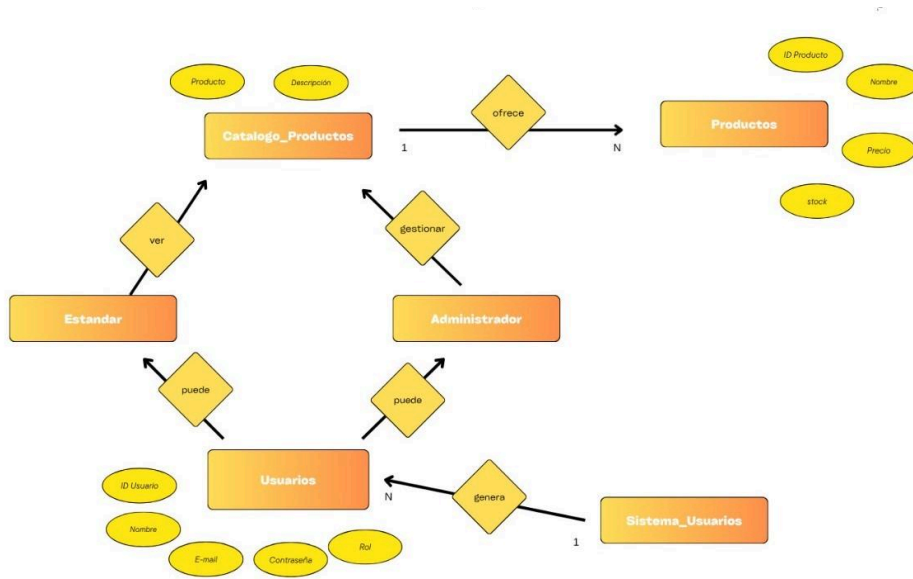 Producto
Descripción
Catalogo_Productos
1
ofrece
N
ID Producto
Nombre
Productos
Precio
stock
ver
gestionar
Estandar
Administrador
puede
puede
Usuarios
ID Usuario
Nombre
E-mail
Contraseña
Rol
N
genera
1
Sistema_Usuarios